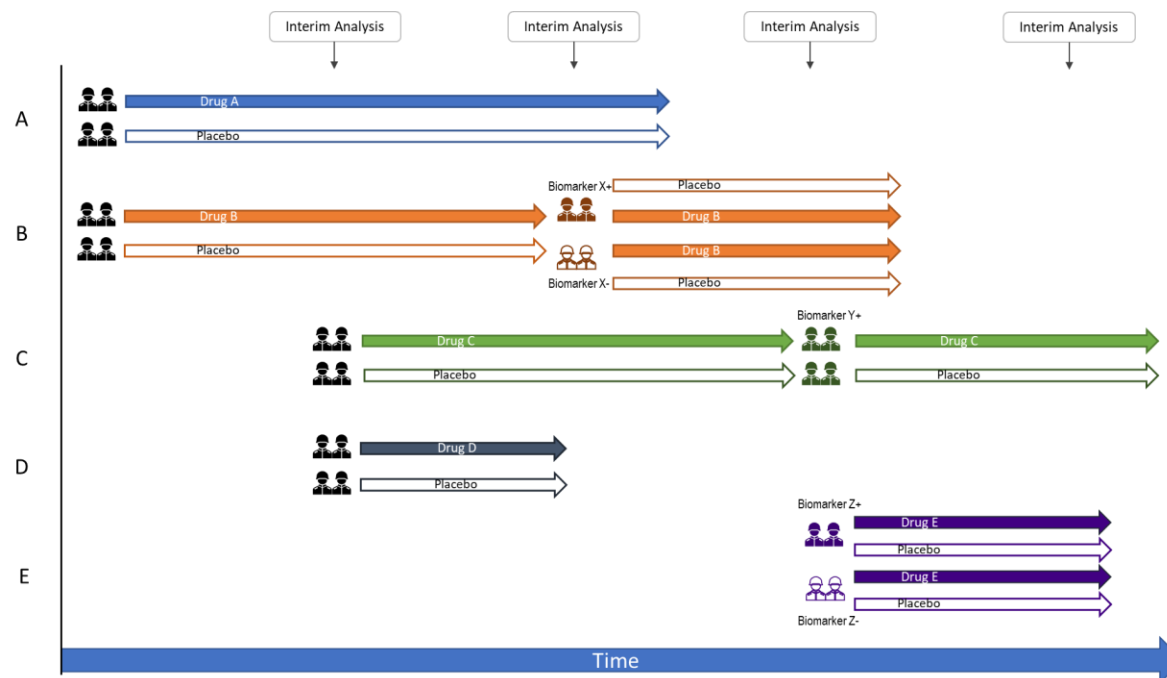 Interim Analysis
Interim Analysis
Interim Analysis
Interim Analysis
A
Drug A
Placebo
B
Biomarker X+
Placebo
Drug B
Drug B
Placebo
Drug B
Biomarker X-
Placebo
C
Biomarker Y+
Drug C
Drug C
Placebo
Placebo
D
Drug D
Placebo
E
Biomarker Z+
Drug E
Placebo
Drug E
Placebo
Biomarker Z-
Time